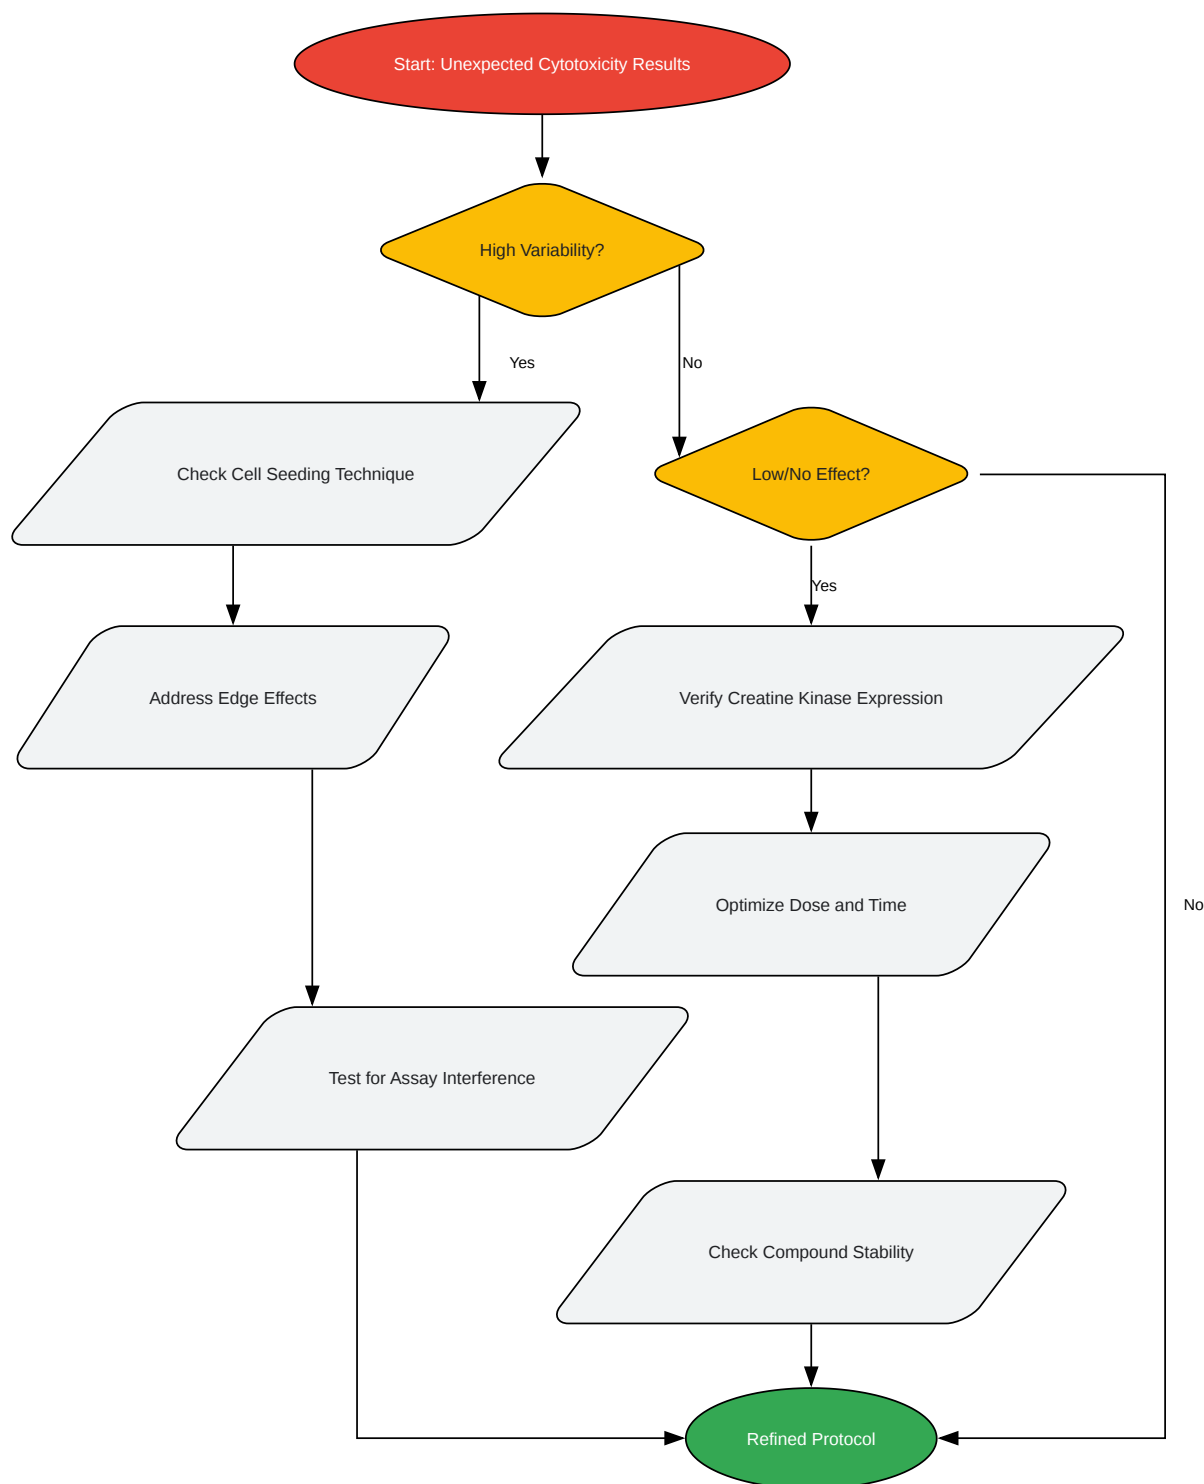 Start: Unexpected Cytotoxicity Results
High Variability?
Yes
No
Check Cell Seeding Technique
Low/No Effect?
Yes
Address Edge Effects
Verify Creatine Kinase Expression
Optimize Dose and Time
No
Test for Assay Interference
Check Compound Stability
Refined Protocol